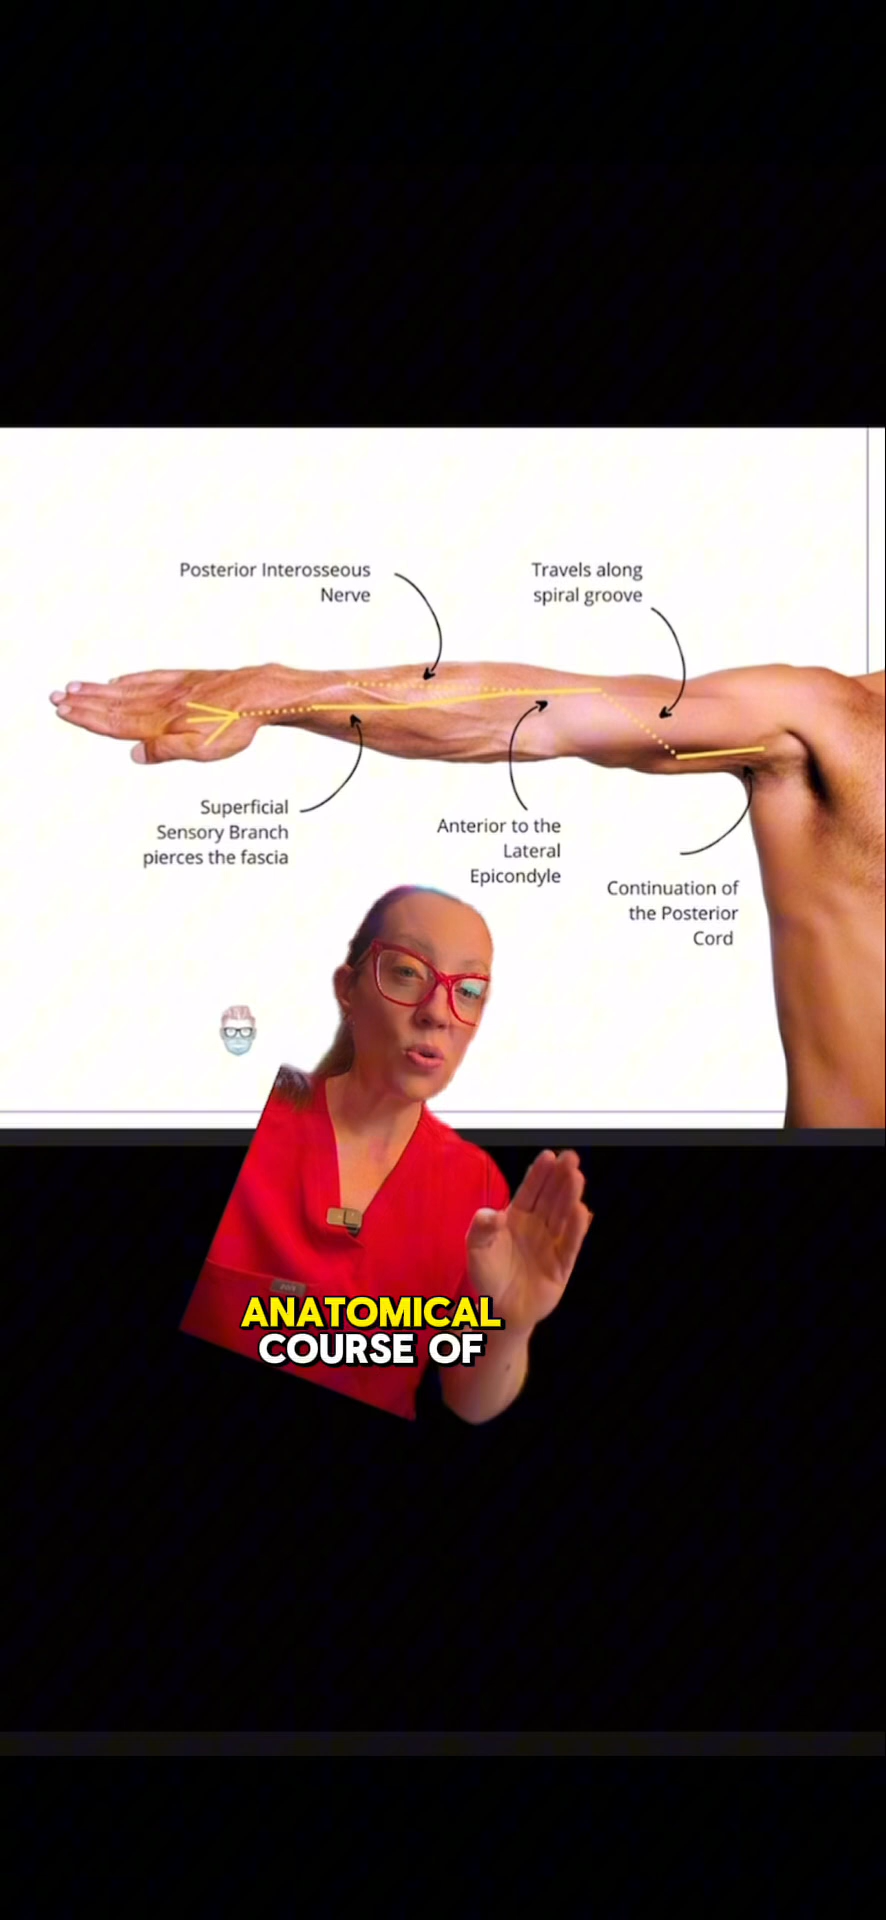 Posterior Interosseous
Nerve
Travels along
spiral groove
Superficial
Sensory Branch
pierces the fascia
Anterior to the
Lateral
Epicondyle
Continuation of
the Posterior
Cord
ANATOMICAL
COURSE OF